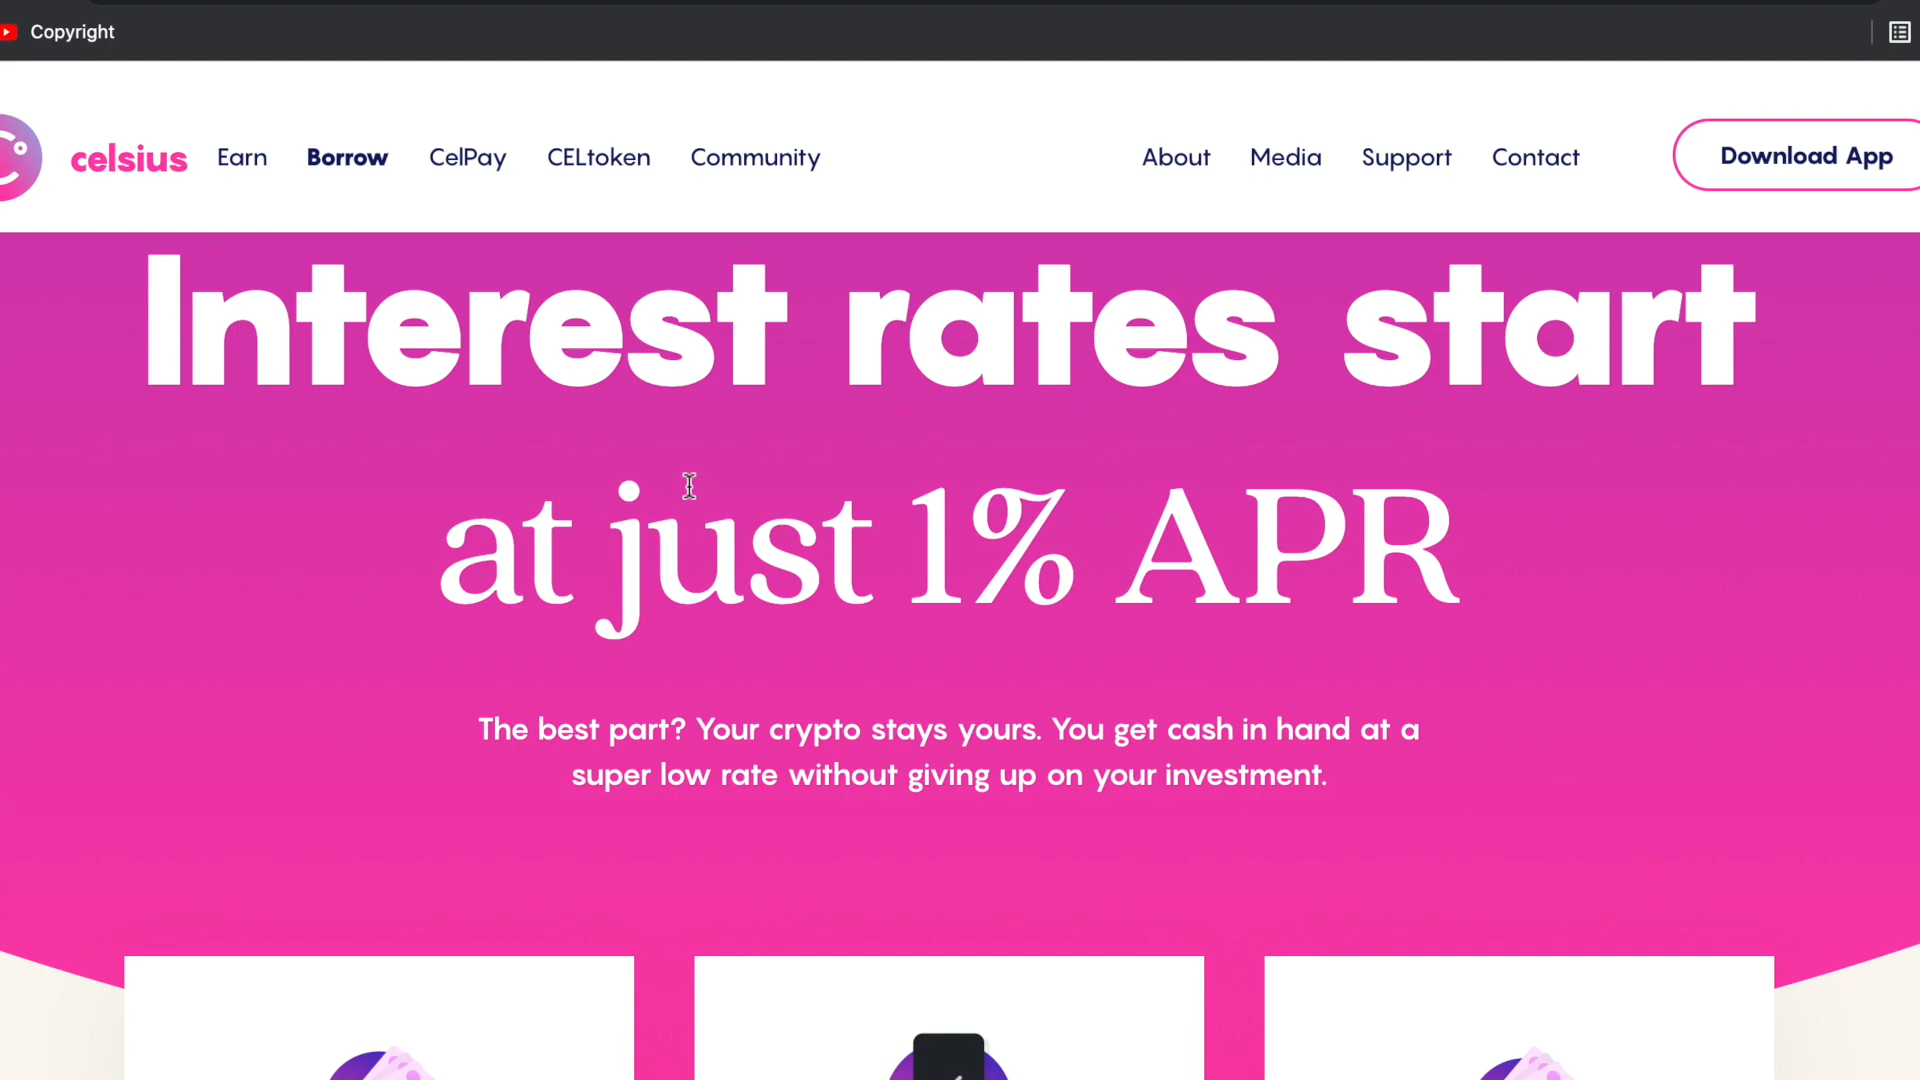 Copyright
celsius Earn Borrow CelPay CELtoken Community About Media Support Contact Download App
Interest rates start
at just 1% APR
The best part? Your crypto stays yours. You get cash in hand at a
super low rate without giving up on your investment.